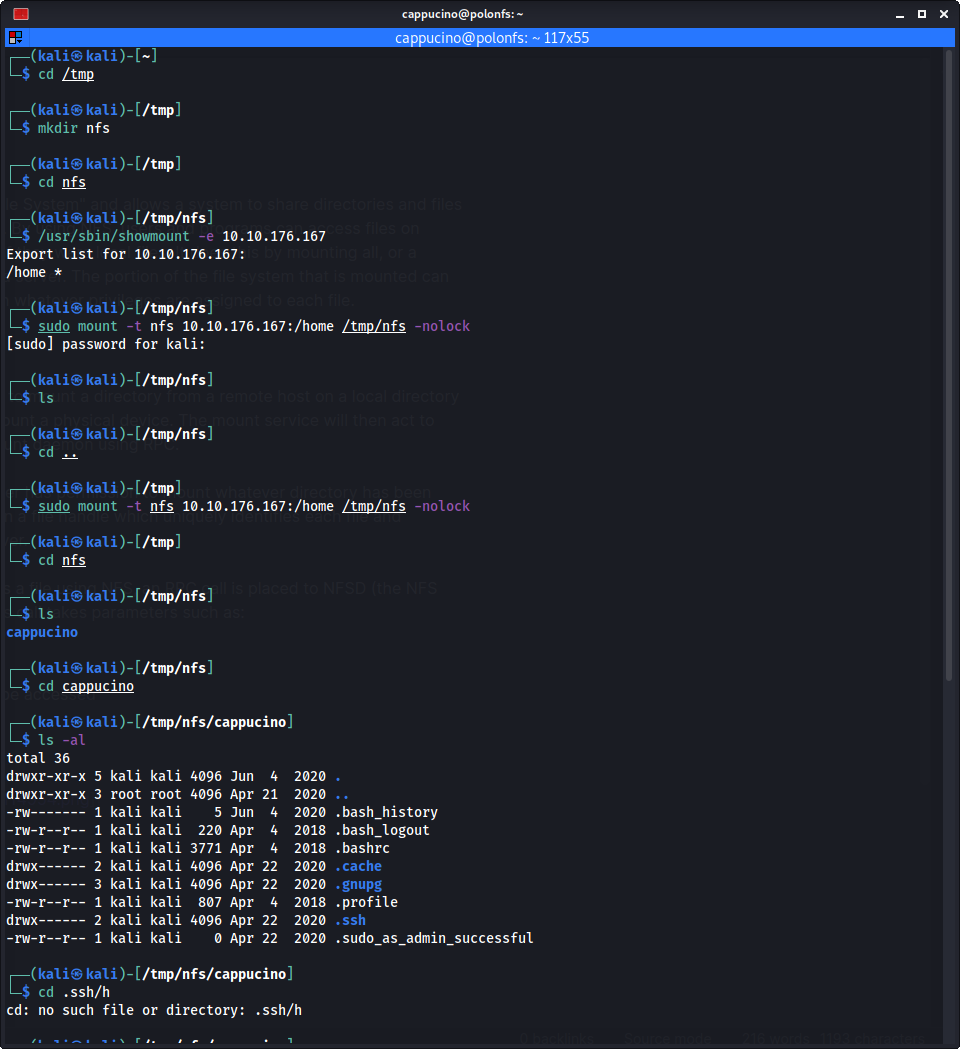 cappucino@polonfs: ~
cappucino@polonfs: ~ 117x55
┌──(kali㉿kali)-[~]
└─$ cd /tmp
┌──(kali㉿kali)-[/tmp]
└─$ mkdir nfs
┌──(kali㉿kali)-[/tmp]
└─$ cd nfs
┌──(kali㉿kali)-[/tmp/nfs]
└─$ /usr/sbin/showmount -e 10.10.176.167
Export list for 10.10.176.167:
/home *
┌──(kali㉿kali)-[/tmp/nfs]
└─$ sudo mount -t nfs 10.10.176.167:/home /tmp/nfs -nolock
[sudo] password for kali:
┌──(kali㉿kali)-[/tmp/nfs]
└─$ ls
┌──(kali㉿kali)-[/tmp/nfs]
└─$ cd ..
┌──(kali㉿kali)-[/tmp]
└─$ sudo mount -t nfs 10.10.176.167:/home /tmp/nfs -nolock
┌──(kali㉿kali)-[/tmp]
└─$ cd nfs
┌──(kali㉿kali)-[/tmp/nfs]
└─$ ls
cappucino
┌──(kali㉿kali)-[/tmp/nfs]
└─$ cd cappucino
┌──(kali㉿kali)-[/tmp/nfs/cappucino]
└─$ ls -al
total 36
drwxr-xr-x 5 kali kali 4096 Jun  4  2020 .
drwxr-xr-x 3 root root 4096 Apr 21  2020 ..
-rw------- 1 kali kali    5 Jun  4  2020 .bash_history
-rw-r--r-- 1 kali kali  220 Apr  4  2018 .bash_logout
-rw-r--r-- 1 kali kali 3771 Apr  4  2018 .bashrc
drwx------ 2 kali kali 4096 Apr 22  2020 .cache
drwx------ 3 kali kali 4096 Apr 22  2020 .gnupg
-rw-r--r-- 1 kali kali  807 Apr  4  2018 .profile
drwx------ 2 kali kali 4096 Apr 22  2020 .ssh
-rw-r--r-- 1 kali kali    0 Apr 22  2020 .sudo_as_admin_successful
┌──(kali㉿kali)-[/tmp/nfs/cappucino]
└─$ cd .ssh/h
cd: no such file or directory: .ssh/h